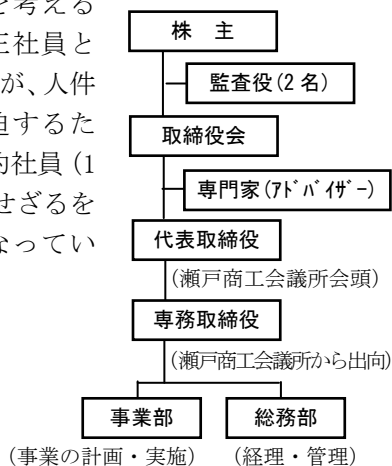 を考える
正社員と
が、人件
迫するた
約社員 (1
せざるを
なってい
株　主
監査役(2 名)
取締役会
専門家(ｱﾄﾞﾊﾞｲｻﾞｰ)
代表取締役
(瀬戸商工会議所会頭)
専務取締役
(瀬戸商工会議所から出向)
事業部　総務部
（事業の計画・実施）　（経理・管理）